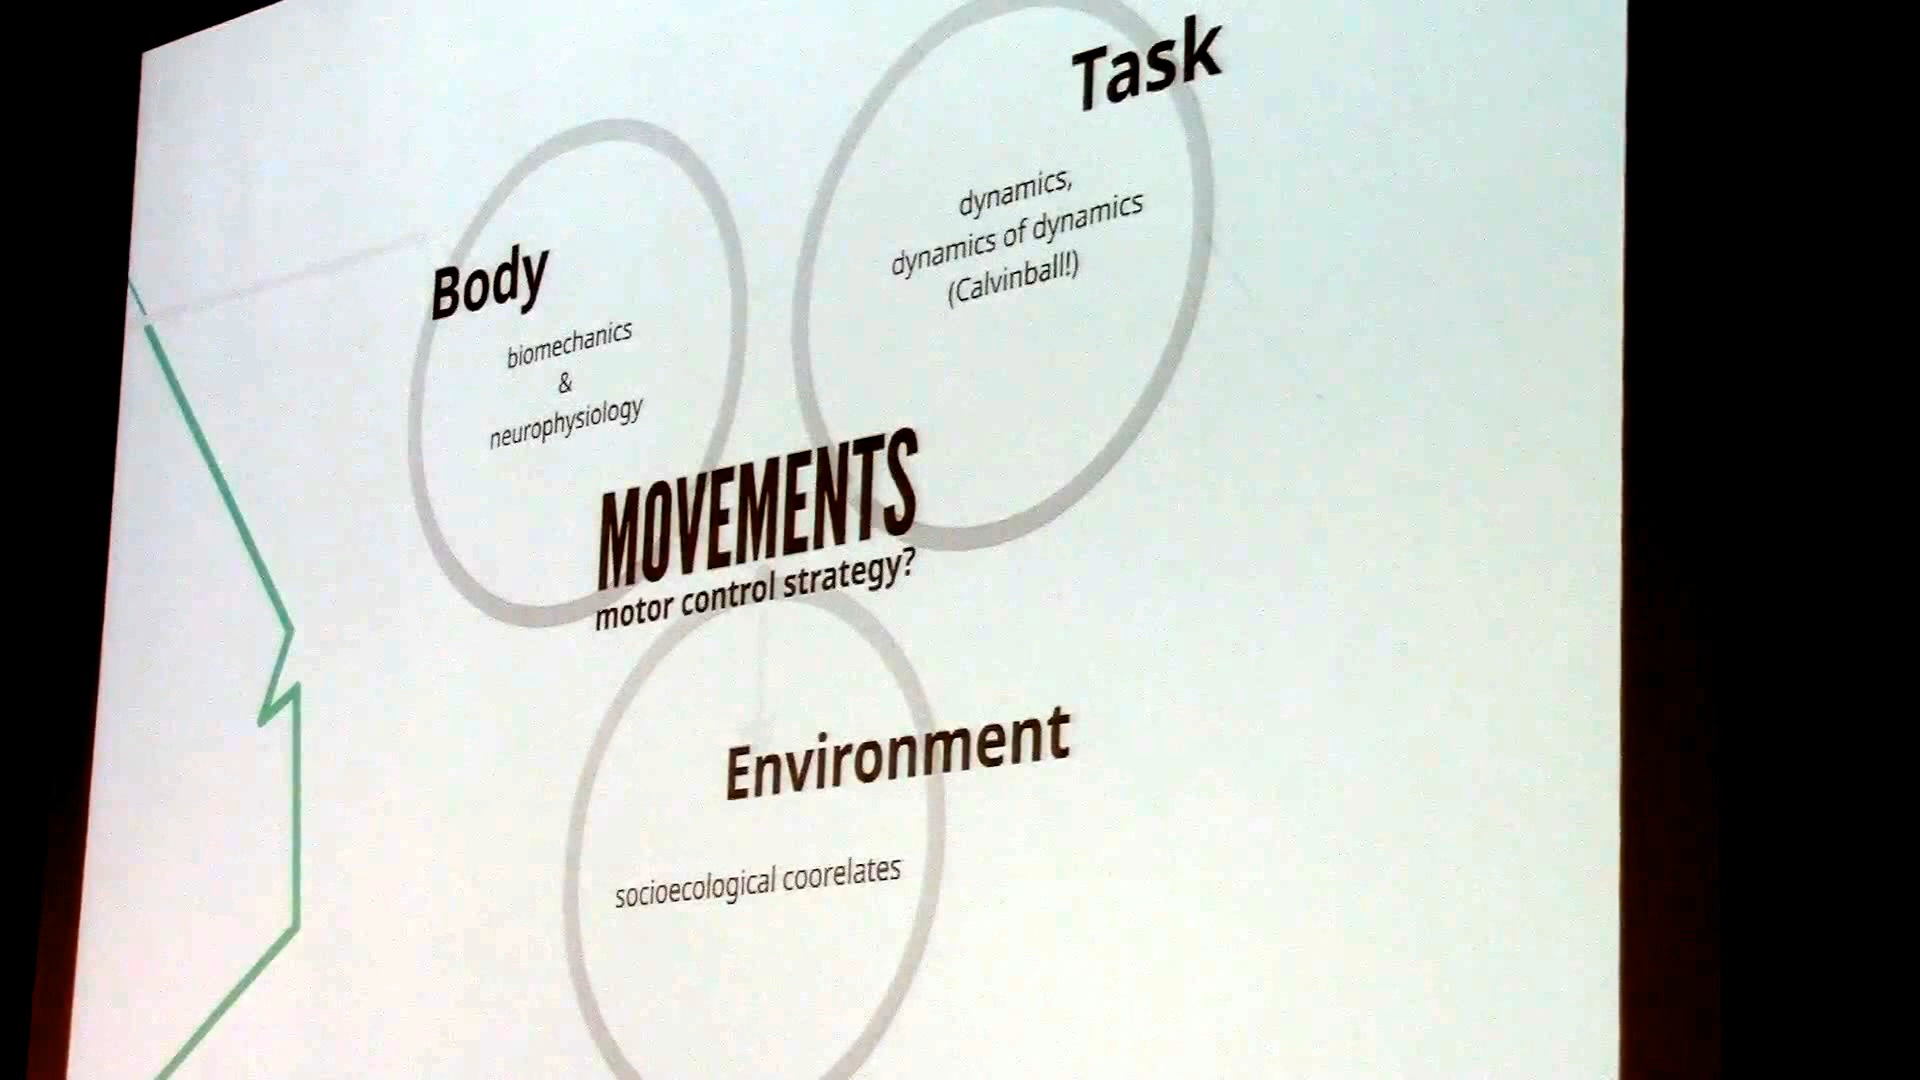 Task
dynamics,
dynamics of dynamics
(Calvinball!)
Body
biomechanics
&
neurophysiology
MOVEMENTS
motor control strategy?
Environment
socioecological coorelates